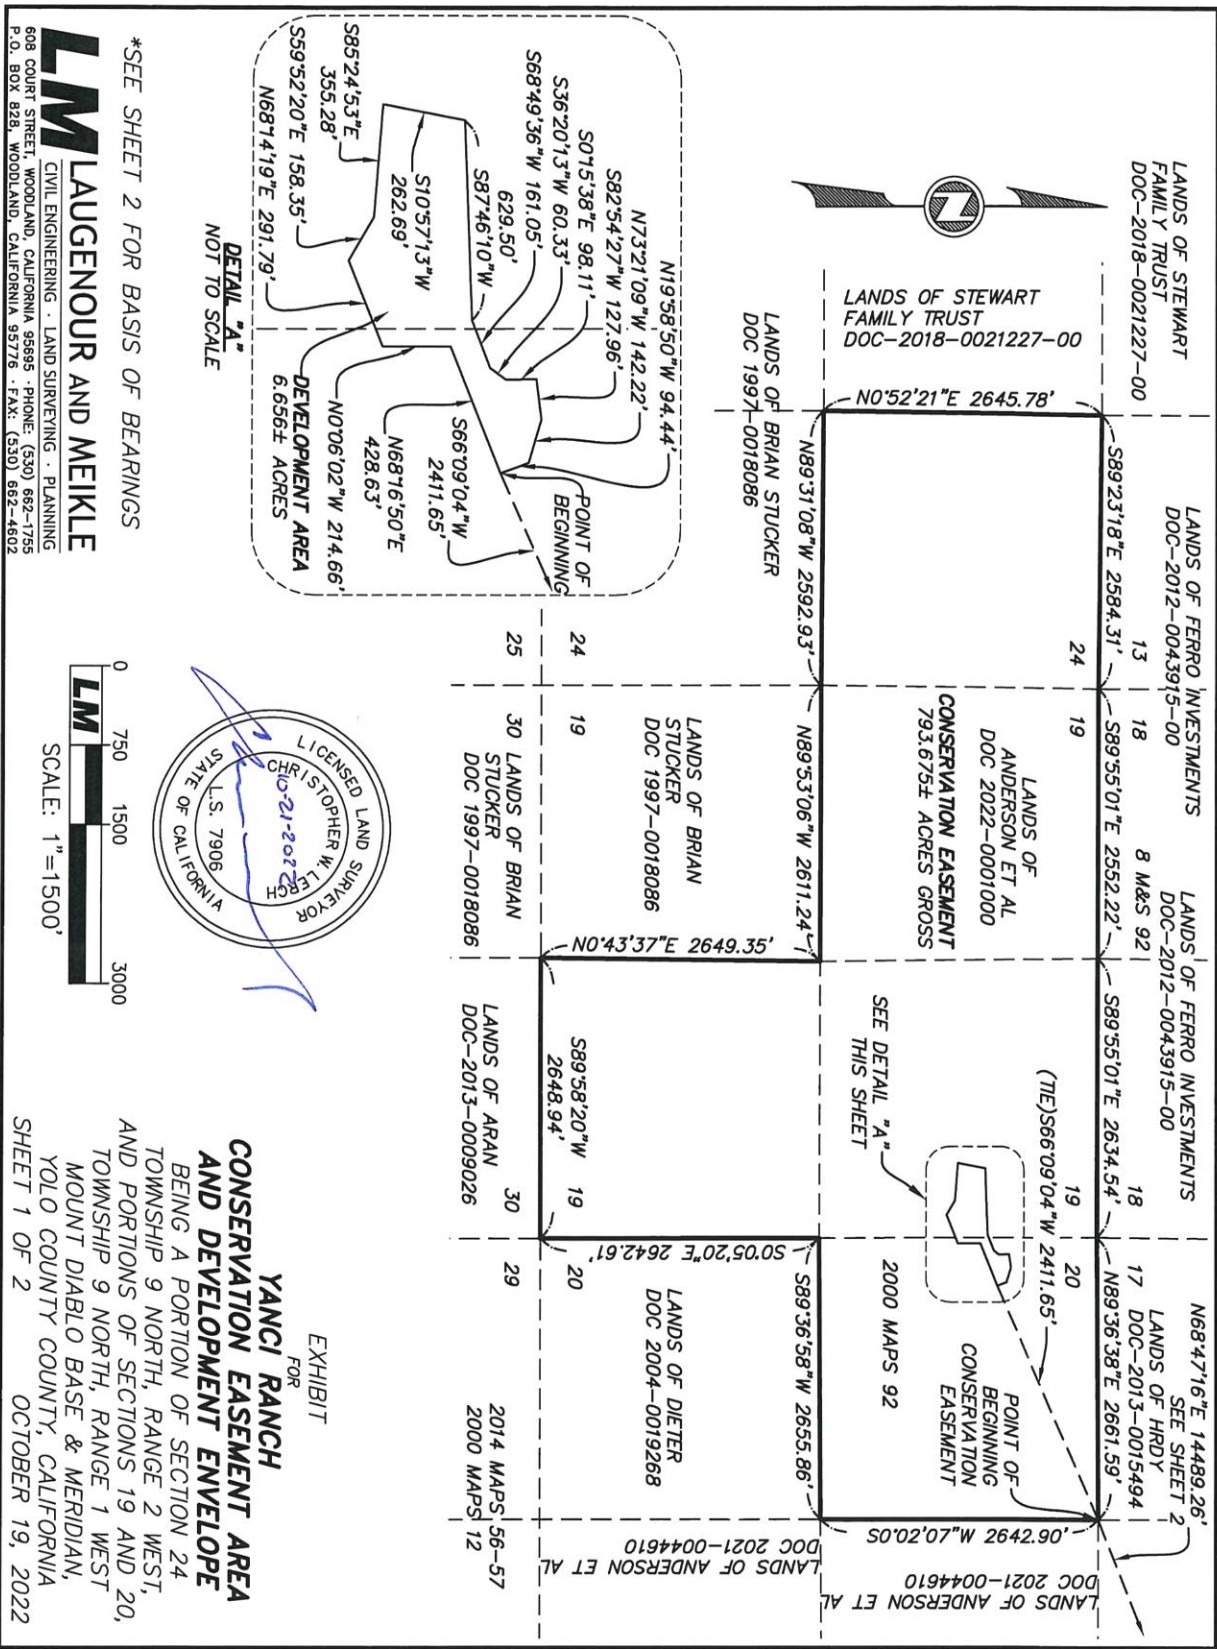 LANDS OF STEWART
FAMILY TRUST
DOC-2018-0021227-00
LANDS OF FERRO INVESTMENTS
DOC-2012-0043915-00
LANDS OF FERRO INVESTMENTS
DOC-2012-0043915-00
N68°47'16"E 14489.26'
SEE SHEET 2
LANDS OF HRDY
DOC-2013-0015494
13
18
8 M&S 92
18
17
S89°23'18"E 2584.31'
S89°55'01"E 2552.22'
S89°55'01"E 2634.54'
N89°36'38"E 2661.59'
24
19
19
20
N
LANDS OF STEWART
FAMILY TRUST
DOC-2018-0021227-00
N0°52'21"E 2645.78'
LANDS OF
ANDERSON ET AL
DOC 2022-0001000
CONSERVATION EASEMENT
793.675± ACRES GROSS
(TIE)S66°09'04"W 2411.65'
SEE DETAIL "A"
THIS SHEET
2000 MAPS 92
POINT OF
BEGINNING
CONSERVATION
EASEMENT
S0°02'07"W 2642.90'
LANDS OF ANDERSON ET AL
DOC 2021-0044610
N89°31'08"W 2592.93'
N89°53'06"W 2611.24'
S89°36'58"W 2655.86'
LANDS OF BRIAN STUCKER
DOC 1997-0018086
LANDS OF BRIAN
STUCKER
DOC 1997-0018086
N0°43'37"E 2649.35'
S0°05'20"E 2642.61'
LANDS OF DIETER
DOC 2004-0019268
LANDS OF ANDERSON ET AL
DOC 2021-0044610
24
19
S89°58'20"W
2648.94'
19
20
25
30
LANDS OF BRIAN
STUCKER
DOC 1997-0018086
LANDS OF ARAN
DOC-2013-0009026
30
29
2014 MAPS 56-57
2000 MAPS 12
N19°58'50"W 94.44'
N73°21'09"W 142.22'
S82°54'27"W 127.96'
S0°15'38"E 98.11'
S36°20'13"W 60.33'
S68°49'36"W 161.05'
629.50'
S87°46'10"W
POINT OF
BEGINNING
S66°09'04"W
2411.65'
N68°16'50"E
428.63'
N0°06'02"W 214.66'
DEVELOPMENT AREA
6.656± ACRES
S10°57'13"W
262.69'
S85°24'53"E
355.28'
S59°52'20"E 158.35'
N68°14'19"E 291.79'
DETAIL "A"
NOT TO SCALE
*SEE SHEET 2 FOR BASIS OF BEARINGS
LM LAUGENOUR AND MEIKLE
CIVIL ENGINEERING · LAND SURVEYING · PLANNING
608 COURT STREET, WOODLAND, CALIFORNIA 95695 · PHONE: (530) 662-1755
P.O. BOX 828, WOODLAND, CALIFORNIA 95776 · FAX: (530) 662-4602
LICENSED LAND SURVEYOR
CHRISTOPHER W. LERCH
10-21-2022
L.S. 7906
STATE OF CALIFORNIA
0 750 1500 3000
LM
SCALE: 1"=1500'
EXHIBIT
FOR
YANCI RANCH
CONSERVATION EASEMENT AREA
AND DEVELOPMENT ENVELOPE
BEING A PORTION OF SECTION 24
TOWNSHIP 9 NORTH, RANGE 2 WEST,
AND PORTIONS OF SECTIONS 19 AND 20,
TOWNSHIP 9 NORTH, RANGE 1 WEST
MOUNT DIABLO BASE & MERIDIAN,
YOLO COUNTY COUNTY, CALIFORNIA
SHEET 1 OF 2 OCTOBER 19, 2022